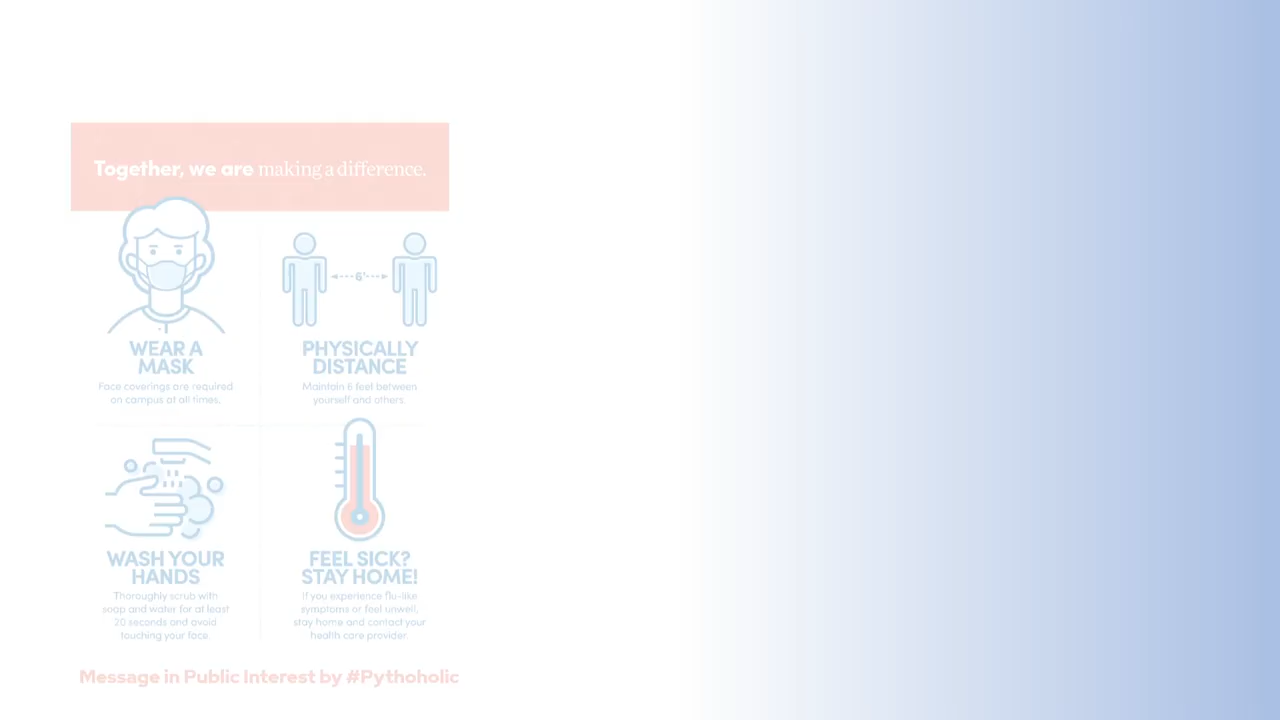 Together, we are making a difference.
6'
WEAR A
MASK
Face coverings are required
on campus at all times.
PHYSICALLY
DISTANCE
Maintain 6 feet between
yourself and others.
WASH YOUR
HANDS
Thoroughly scrub with
soap and water for at least
20 seconds and avoid
touching your face.
FEEL SICK?
STAY HOME!
If you experience flu-like
symptoms or feel unwell,
stay home and contact your
health care provider.
Message in Public Interest by #Pythoholic